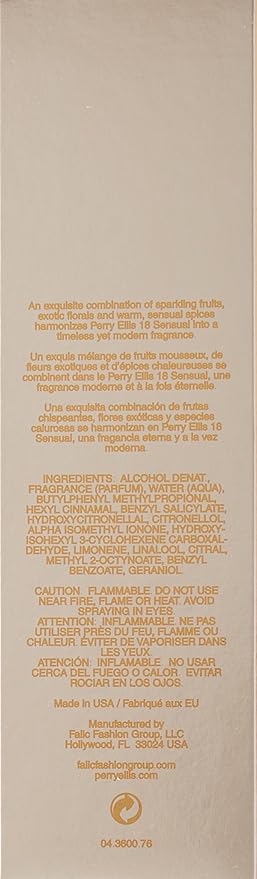 An exquisite combination of sparkling fruits,
exotic florals and warm, sensual spices
harmonizes Perry Ellis 18 Sensual into a
timeless yet modern fragrance.
Un exquis mélange de fruits mousseux, de
fleurs exotiques et d'épices chaleureuses se
combinent dans le Perry Ellis 18 Sensual, une
fragrance moderne et à la fois éternelle.
Una exquisita combinación de frutas
chispeantes, flores exóticas y especies
calurosas se harmonizan en Perry Ellis 18
Sensual, una fragancia eterna y a la vez
moderna.
INGREDIENTS: ALCOHOL DENAT.,
FRAGRANCE (PARFUM), WATER (AQUA),
BUTYLPHENYL METHYLPROPIONAL,
HEXYL CINNAMAL, BENZYL SALICYLATE,
HYDROXYCITRONELLAL, CITRONELLOL,
ALPHA ISOMETHYL IONONE, HYDROXY-
ISOHEXYL 3-CYCLOHEXENE CARBOXAL-
DEHYDE, LIMONENE, LINALOOL, CITRAL,
METHYL 2-OCTYNOATE, BENZYL
BENZOATE, GERANIOL.
CAUTION: FLAMMABLE. DO NOT USE
NEAR FIRE, FLAME OR HEAT. AVOID
SPRAYING IN EYES.
ATTENTION: INFLAMMABLE. NE PAS
UTILISER PRÈS DU FEU, FLAMME OU
CHALEUR. ÉVITER DE VAPORISER DANS
LES YEUX.
ATENCIÓN: INFLAMABLE. NO USAR
CERCA DEL FUEGO O CALOR. EVITAR
ROCIAR EN LOS OJOS.
Made in USA / Fabriqué aux EU
Manufactured by
Falic Fashion Group, LLC
Hollywood, FL 33024 USA
falicfashiongroup.com
perryellis.com
04.3600.76